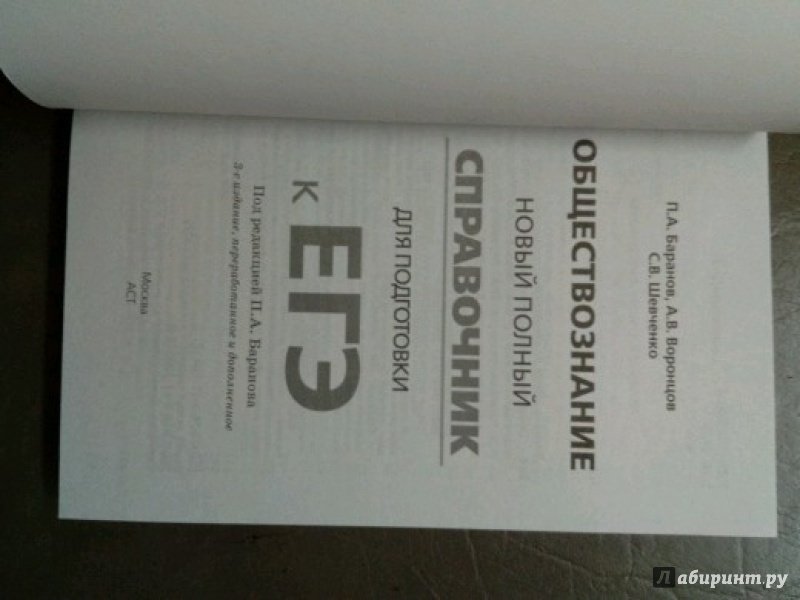 П.А. Баранов, А.В. Воронцов
С.В. Шевченко
ОБЩЕСТВОЗНАНИЕ
НОВЫЙ ПОЛНЫЙ
СПРАВОЧНИК
ДЛЯ ПОДГОТОВКИ
К ЕГЭ
Под редакцией П.А. Баранова
3-е издание, переработанное и дополненное
Москва
АСТ
Лабиринт.ру